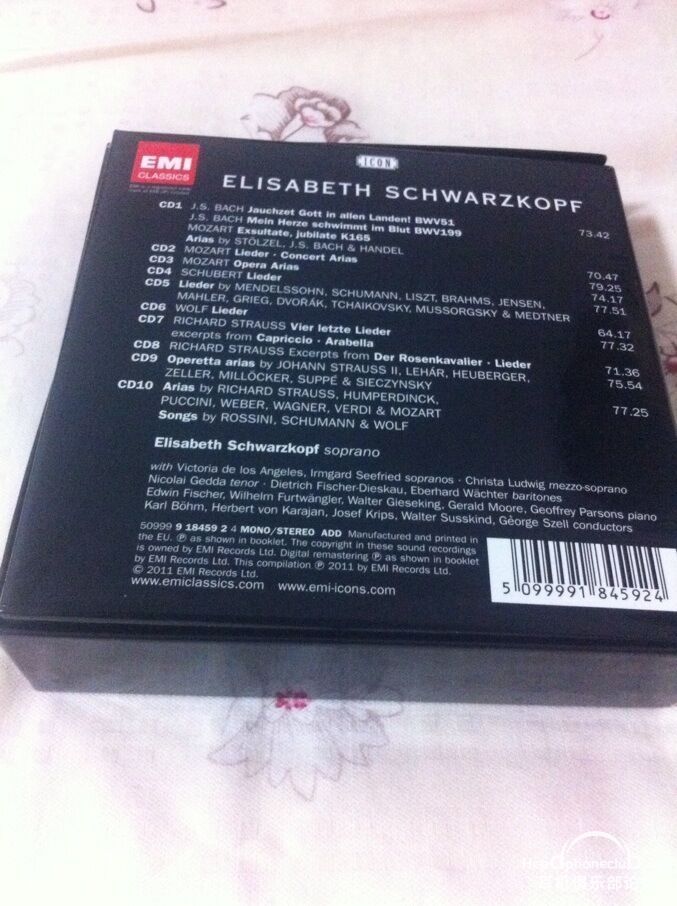 EMI
CLASSICS
ICON
ELISABETH SCHWARZKOPF
CD1 J.S. BACH Jauchzet Gott in allen Landen! BWV51
J.S. BACH Mein Herze schwimmt im Blut BWV199
MOZART Exsultate, jubilate K165
Arias by STÖLZEL, J.S. BACH & HANDEL 73.42
CD2 MOZART Lieder · Concert Arias 70.47
CD3 MOZART Opera Arias 79.25
CD4 SCHUBERT Lieder 74.17
CD5 Lieder by MENDELSSOHN, SCHUMANN, LISZT, BRAHMS, JENSEN,
MAHLER, GRIEG, DVOŘÁK, TCHAIKOVSKY, MUSSORGSKY & MEDTNER 77.51
CD6 WOLF Lieder 64.17
CD7 RICHARD STRAUSS Vier letzte Lieder
excerpts from Capriccio · Arabella 77.32
CD8 RICHARD STRAUSS Excerpts from Der Rosenkavalier · Lieder 71.36
CD9 Operetta arias by JOHANN STRAUSS II, LEHÁR, HEUBERGER,
ZELLER, MILLÖCKER, SUPPÉ & SIECZYNSKY 75.54
CD10 Arias by RICHARD STRAUSS, HUMPERDINCK,
PUCCINI, WEBER, WAGNER, VERDI & MOZART
Songs by ROSSINI, SCHUMANN & WOLF 77.25
Elisabeth Schwarzkopf soprano
with Victoria de los Angeles, Irmgard Seefried sopranos · Christa Ludwig mezzo-soprano
Nicolai Gedda tenor · Dietrich Fischer-Dieskau, Eberhard Wächter baritones
Edwin Fischer, Wilhelm Furtwängler, Walter Gieseking, Gerald Moore, Geoffrey Parsons piano
Karl Böhm, Herbert von Karajan, Josef Krips, Walter Susskind, George Szell conductors
50999 9 18459 2 4 MONO/STEREO ADD Manufactured and printed in
the EU. ℗ as shown in booklet. The copyright in these sound recordings
is owned by EMI Records Ltd. Digital remastering ℗ as shown in booklet
by EMI Records Ltd. This compilation ℗ 2011 by EMI Records Ltd.
© 2011 EMI Records Ltd.
www.emiclassics.com www.emi-icons.com
5 099991 845924